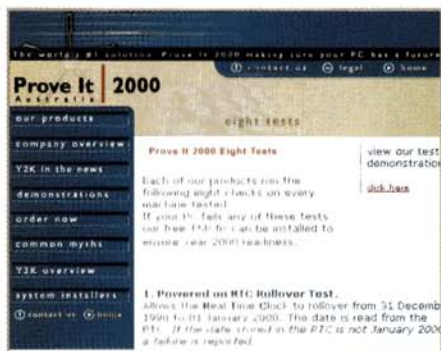 The world's #1 solution. Prove It 2000 making sure your PC has a future
contact us legal home
Prove It 2000
Australia
eight tests
our products
company overview
Y2K in the news
demonstrations
order now
common myths
Y2K overview
system installers
contact us home
Prove It 2000 Eight Tests
Each of our products run the
following eight checks on every
machine tested.
If your PC fails any of these tests
our free TSR fix can be installed to
ensure year 2000 readiness.
view our test
demonstration
click here
1. Powered on RTC Rollover Test.
Allows the Real Time Clock to rollover from 31 Decemb
to 01 January 2000. The date is read from the
RTC. If the date stored in the RTC is not January 2000
a failure is reported.